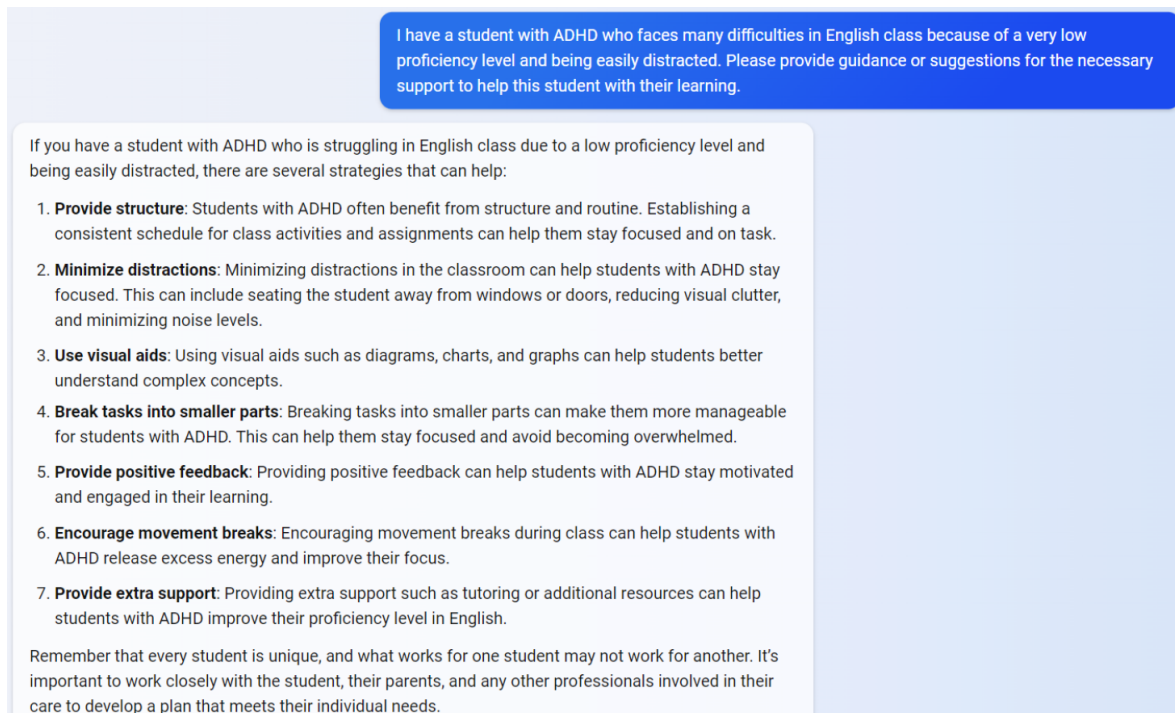 I have a student with ADHD who faces many difficulties in English class because of a very low
proficiency level and being easily distracted. Please provide guidance or suggestions for the necessary
support to help this student with their learning.
If you have a student with ADHD who is struggling in English class due to a low proficiency level and
being easily distracted, there are several strategies that can help:
1. Provide structure: Students with ADHD often benefit from structure and routine. Establishing a
consistent schedule for class activities and assignments can help them stay focused and on task.
2. Minimize distractions: Minimizing distractions in the classroom can help students with ADHD stay
focused. This can include seating the student away from windows or doors, reducing visual clutter,
and minimizing noise levels.
3. Use visual aids: Using visual aids such as diagrams, charts, and graphs can help students better
understand complex concepts.
4. Break tasks into smaller parts: Breaking tasks into smaller parts can make them more manageable
for students with ADHD. This can help them stay focused and avoid becoming overwhelmed.
5. Provide positive feedback: Providing positive feedback can help students with ADHD stay motivated
and engaged in their learning.
6. Encourage movement breaks: Encouraging movement breaks during class can help students with
ADHD release excess energy and improve their focus.
7. Provide extra support: Providing extra support such as tutoring or additional resources can help
students with ADHD improve their proficiency level in English.
Remember that every student is unique, and what works for one student may not work for another. It's
important to work closely with the student, their parents, and any other professionals involved in their
care to develop a plan that meets their individual needs.